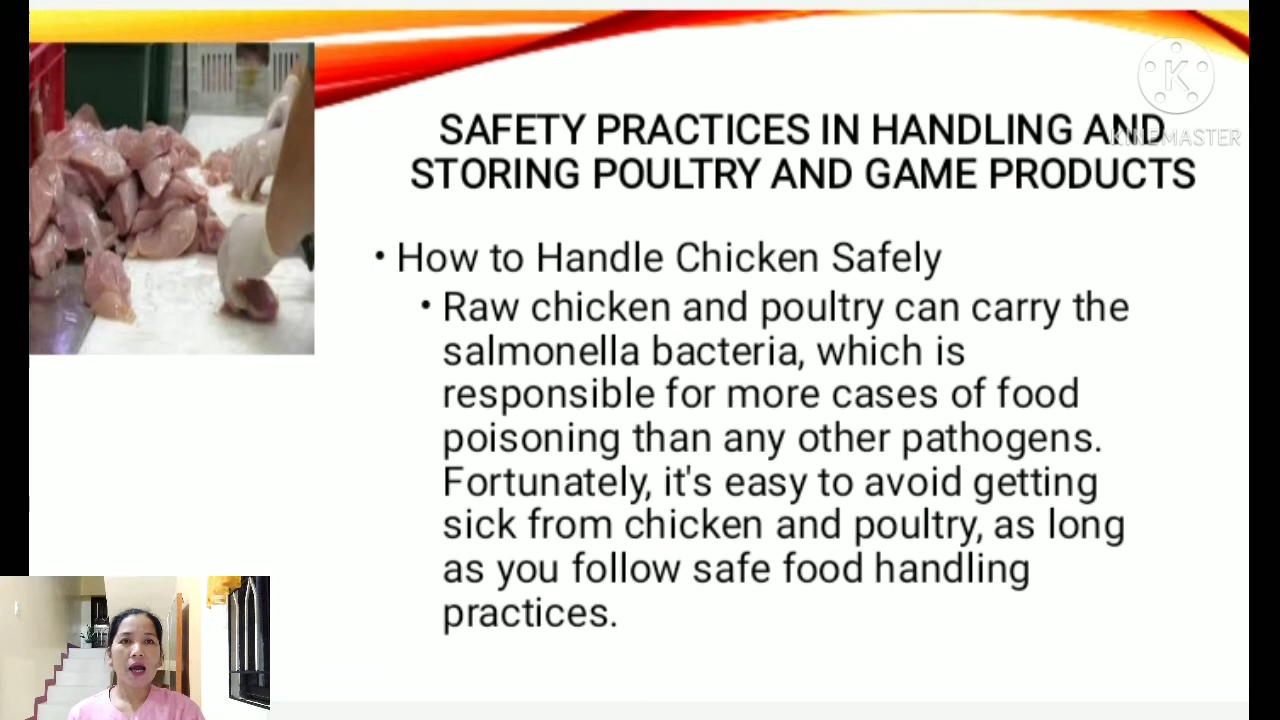 K
KINEMASTER
SAFETY PRACTICES IN HANDLING AND
STORING POULTRY AND GAME PRODUCTS
• How to Handle Chicken Safely
• Raw chicken and poultry can carry the
salmonella bacteria, which is
responsible for more cases of food
poisoning than any other pathogens.
Fortunately, it's easy to avoid getting
sick from chicken and poultry, as long
as you follow safe food handling
practices.